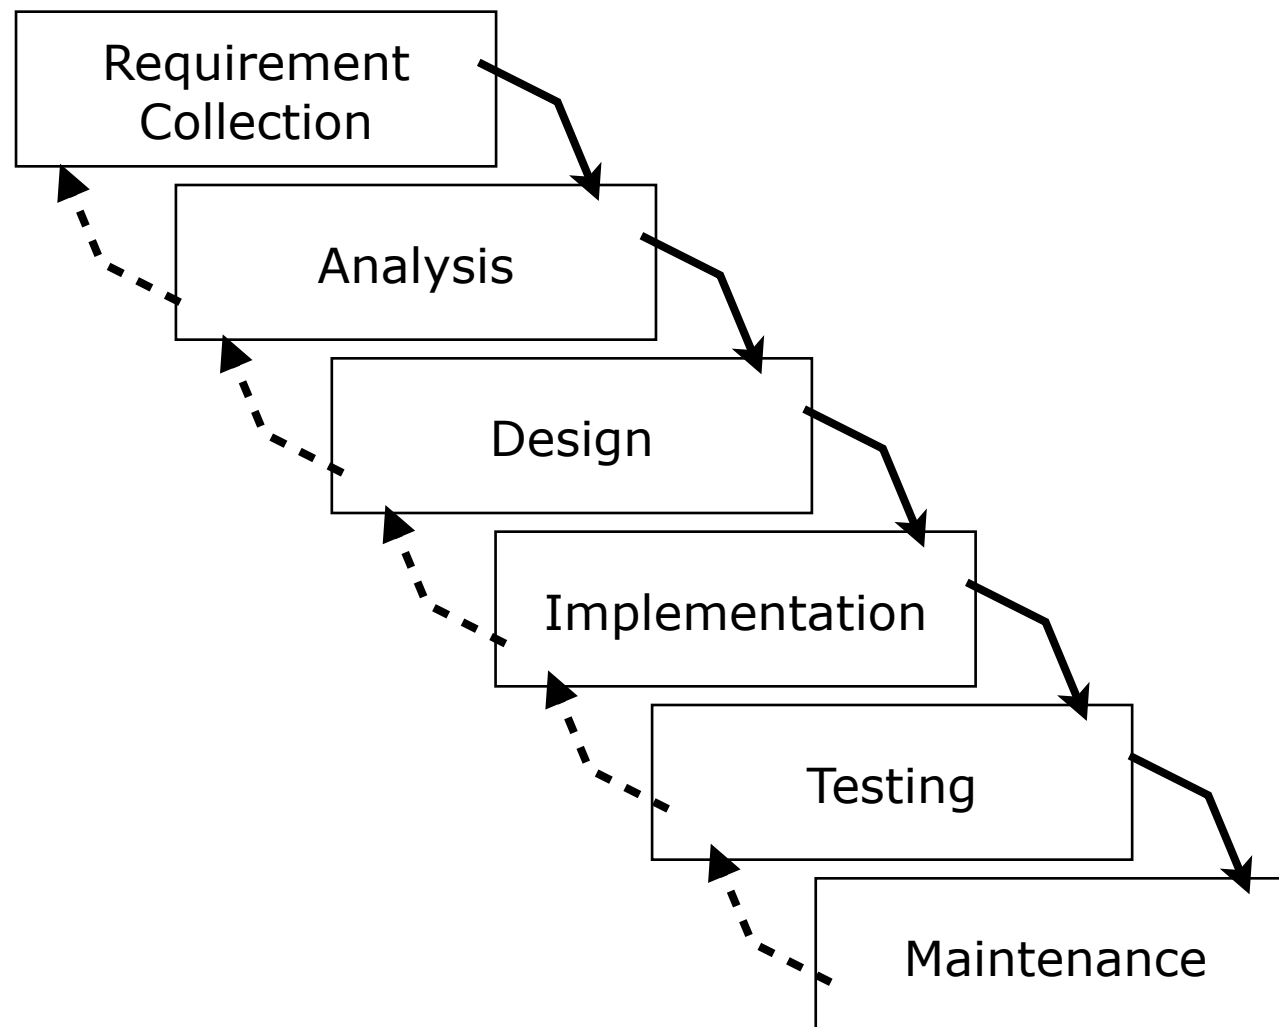 Requirement
Collection
Analysis
Design
Implementation
Testing
Maintenance